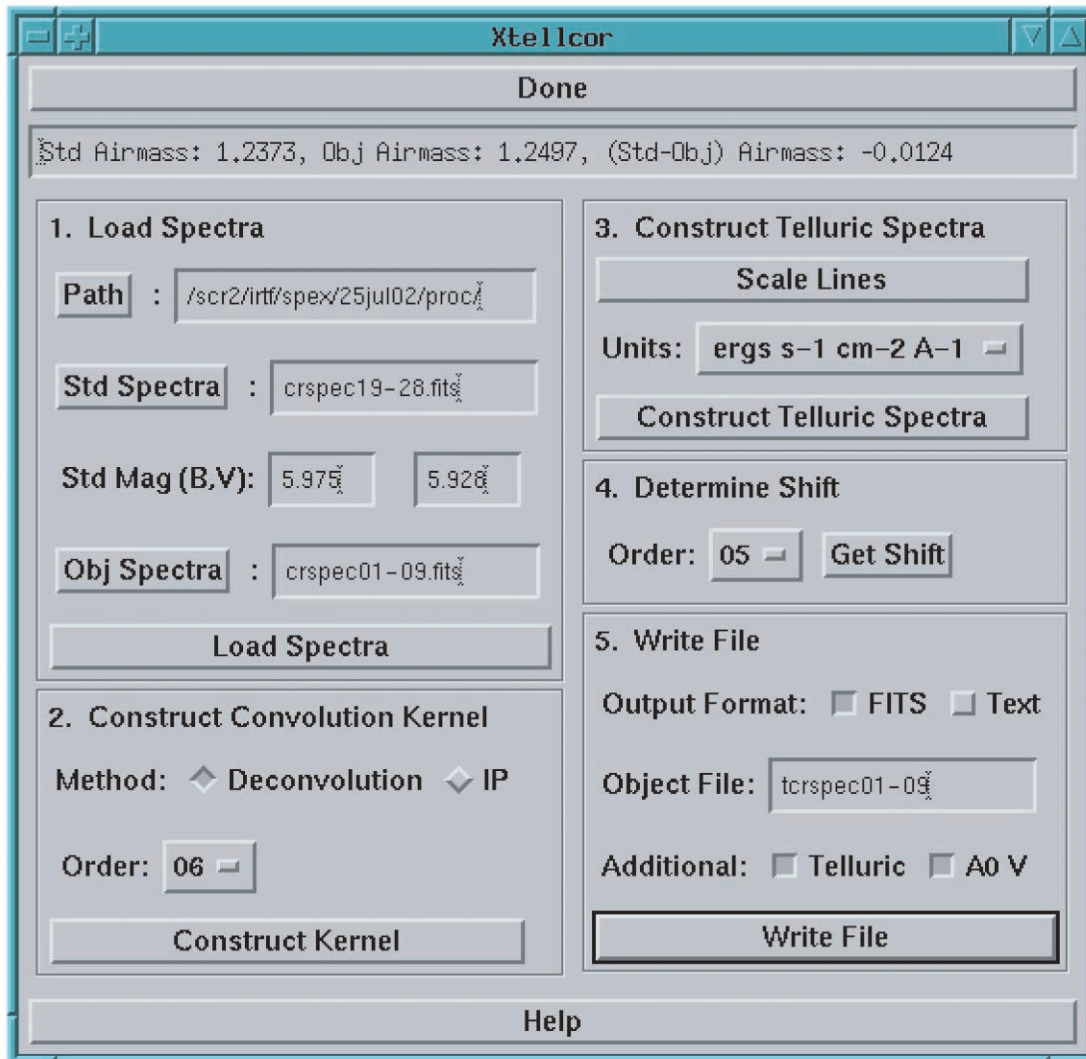 Xtellcor
Done
Std Airmass: 1.2373, Obj Airmass: 1.2497, (Std-Obj) Airmass: -0.0124
1. Load Spectra
Path : /scr2/irtf/spex/25jul02/proc/
Std Spectra : crspec19-28.fits
Std Mag (B,V): 5.975 5.928
Obj Spectra : crspec01-09.fits
Load Spectra
2. Construct Convolution Kernel
Method: Deconvolution IP
Order: 06
Construct Kernel
3. Construct Telluric Spectra
Scale Lines
Units: ergs s-1 cm-2 A-1
Construct Telluric Spectra
4. Determine Shift
Order: 05 Get Shift
5. Write File
Output Format: FITS Text
Object File: tcrspec01-09
Additional: Telluric A0 V
Write File
Help